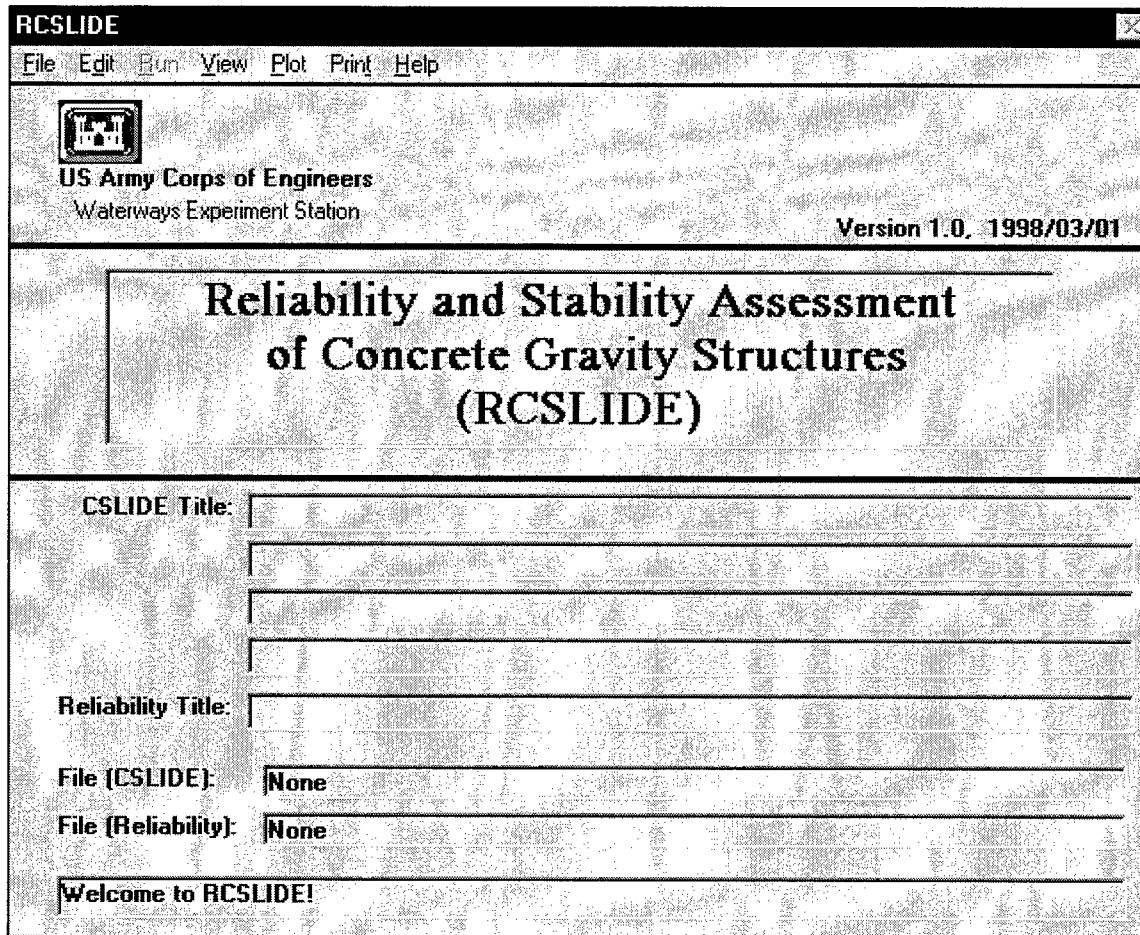 RCSLIDE
File Edit Run View Plot Print Help
US Army Corps of Engineers
Waterways Experiment Station
Version 1.0, 1998/03/01
Reliability and Stability Assessment
of Concrete Gravity Structures
(RCSLIDE)
CSLIDE Title:
Reliability Title:
File (CSLIDE): None
File (Reliability): None
Welcome to RCSLIDE!